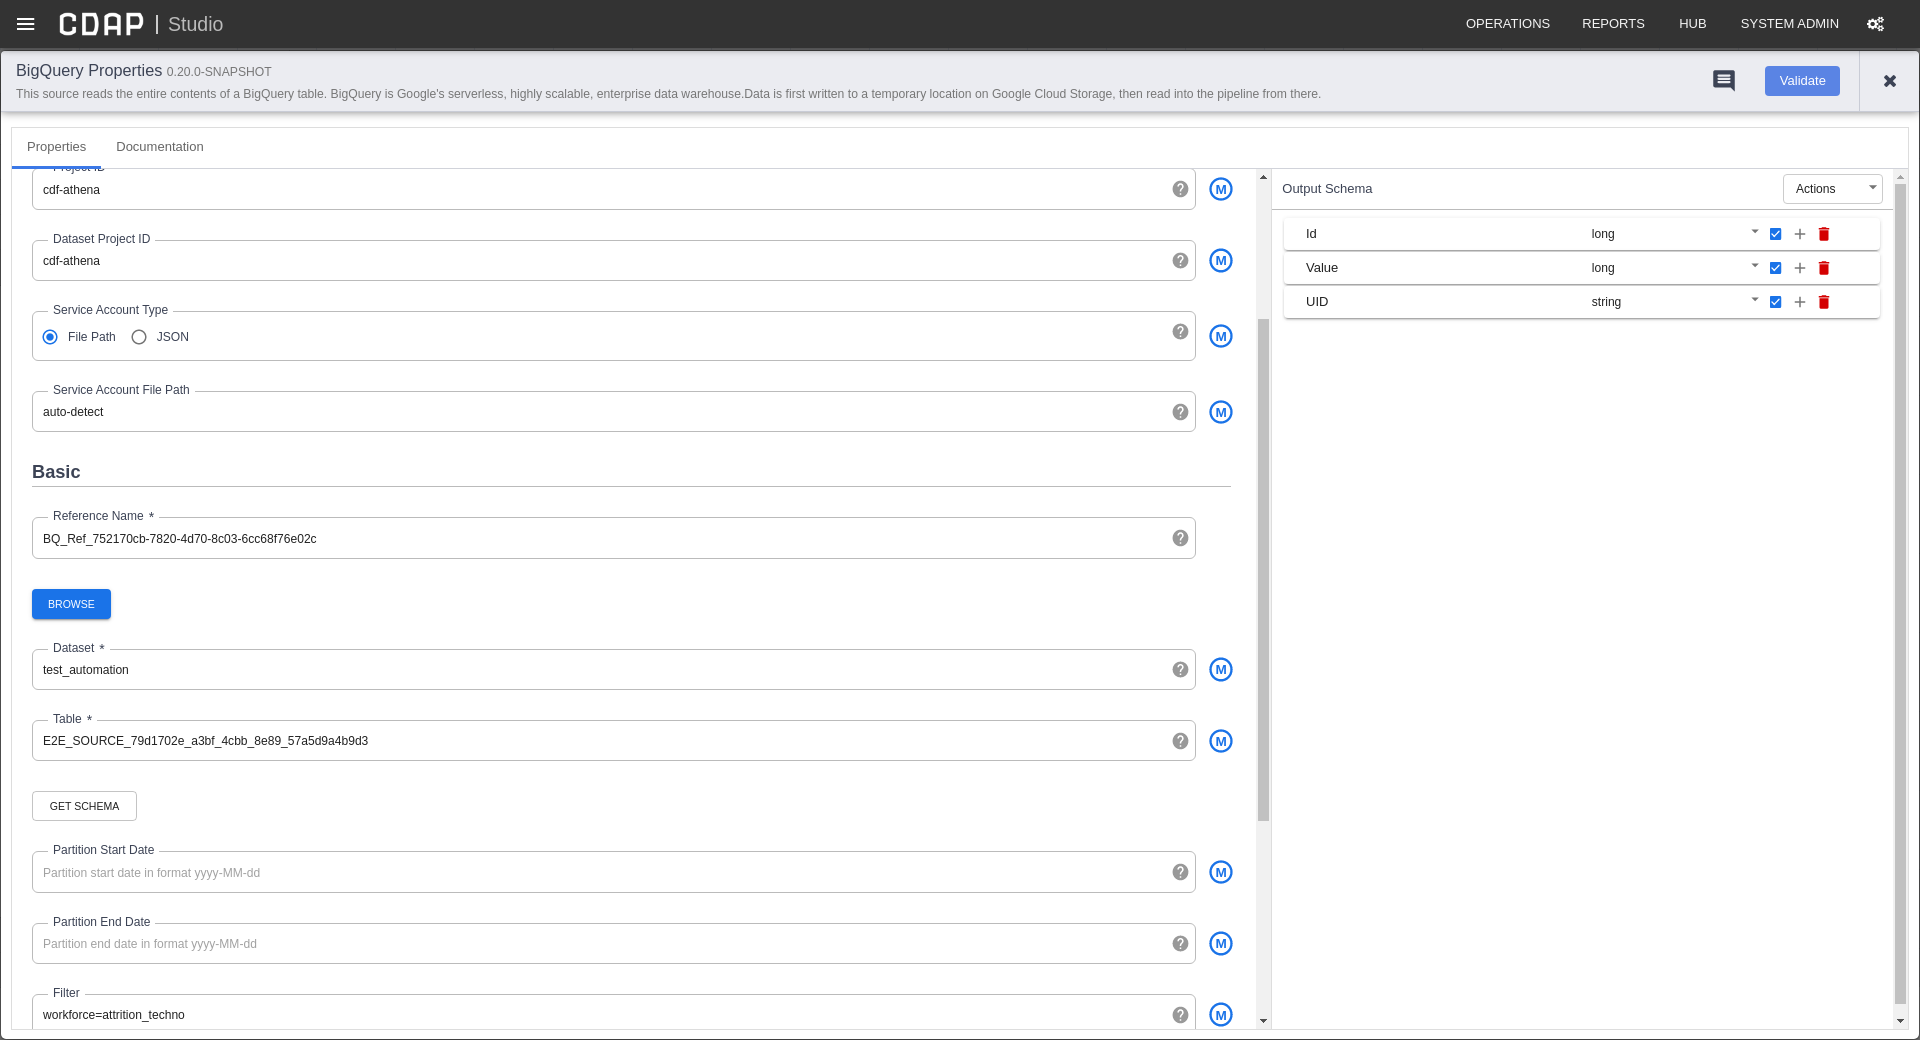 CDAP | Studio
OPERATIONS REPORTS HUB SYSTEM ADMIN
BigQuery Properties 0.20.0-SNAPSHOT
This source reads the entire contents of a BigQuery table. BigQuery is Google's serverless, highly scalable, enterprise data warehouse.Data is first written to a temporary location on Google Cloud Storage, then read into the pipeline from there.
Validate
Properties Documentation
Project ID
cdf-athena
M
Dataset Project ID
cdf-athena
M
Service Account Type
File Path JSON
M
Service Account File Path
auto-detect
M
Basic
Reference Name *
BQ_Ref_752170cb-7820-4d70-8c03-6cc68f76e02c
BROWSE
Dataset *
test_automation
M
Table *
E2E_SOURCE_79d1702e_a3bf_4cbb_8e89_57a5d9a4b9d3
M
GET SCHEMA
Partition Start Date
Partition start date in format yyyy-MM-dd
M
Partition End Date
Partition end date in format yyyy-MM-dd
M
Filter
workforce=attrition_techno
M
Output Schema
Actions
Id long
Value long
UID string